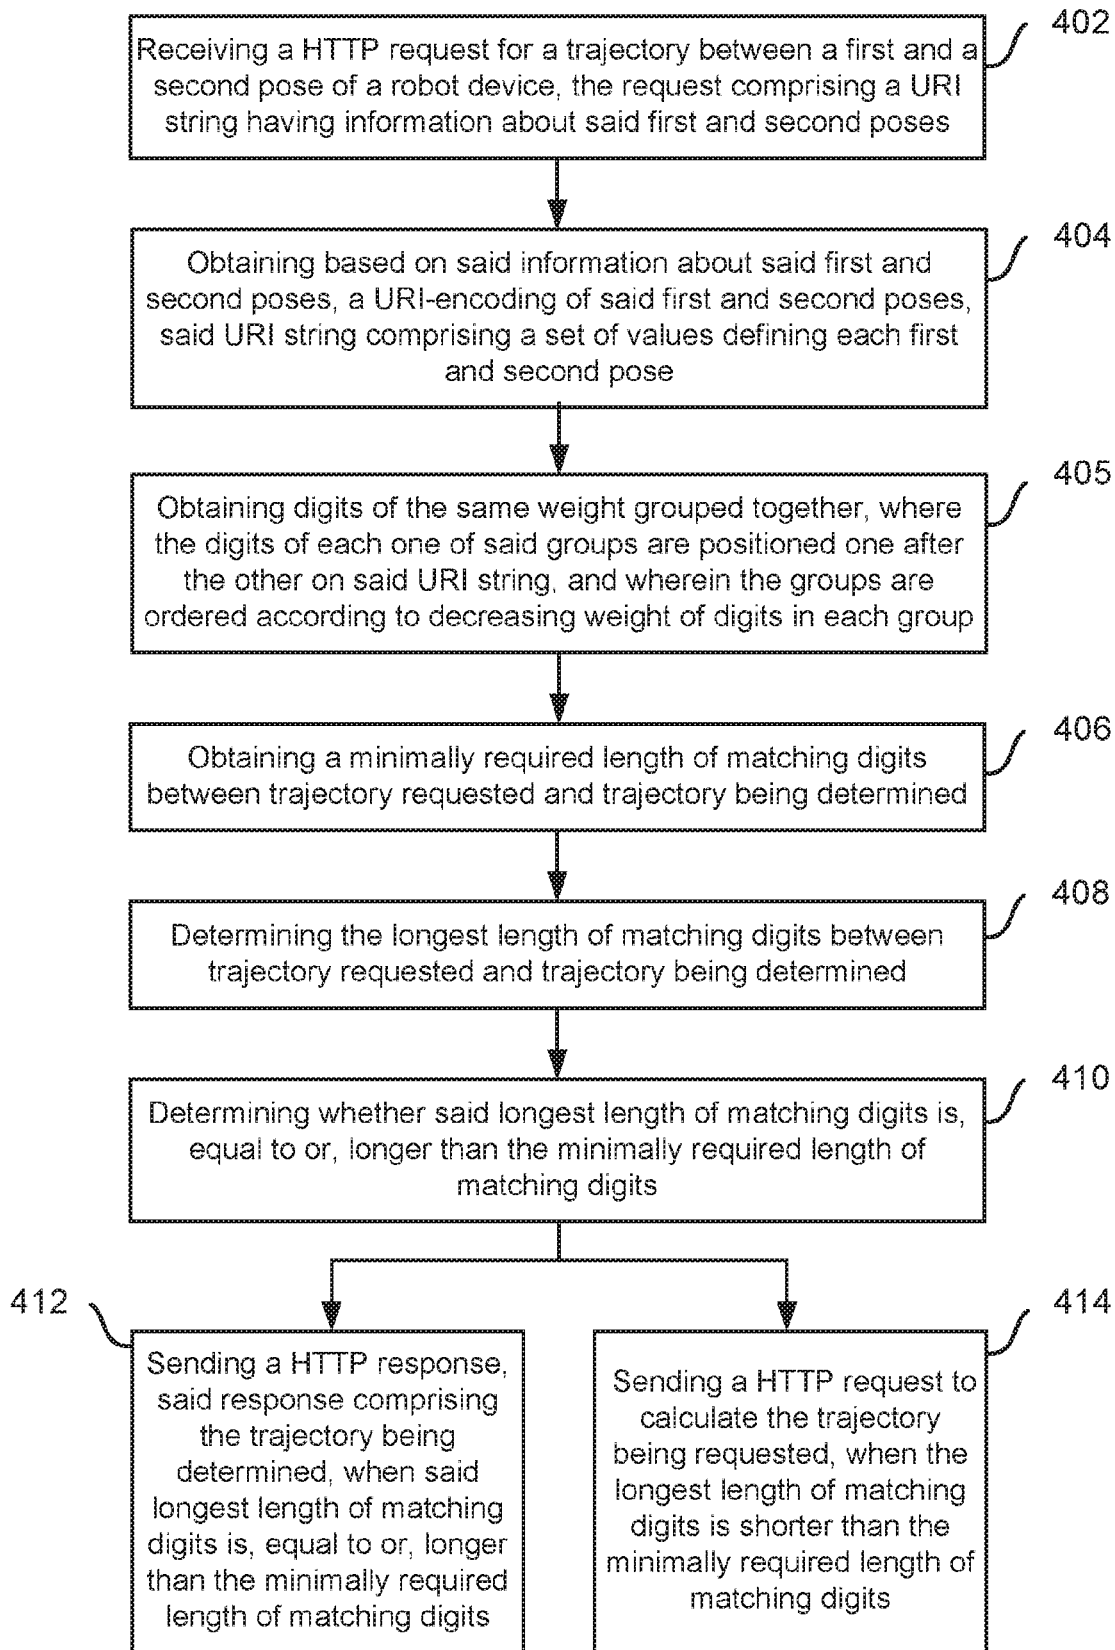 402
Receiving a HTTP request for a trajectory between a first and a
second pose of a robot device, the request comprising a URI
string having information about said first and second poses
404
Obtaining based on said information about said first and
second poses, a URI-encoding of said first and second poses,
said URI string comprising a set of values defining each first
and second pose
405
Obtaining digits of the same weight grouped together, where
the digits of each one of said groups are positioned one after
the other on said URI string, and wherein the groups are
ordered according to decreasing weight of digits in each group
406
Obtaining a minimally required length of matching digits
between trajectory requested and trajectory being determined
408
Determining the longest length of matching digits between
trajectory requested and trajectory being determined
410
Determining whether said longest length of matching digits is,
equal to or, longer than the minimally required length of
matching digits
412
Sending a HTTP response,
said response comprising
the trajectory being
determined, when said
longest length of matching
digits is, equal to or, longer
than the minimally required
length of matching digits
414
Sending a HTTP request to
calculate the trajectory
being requested, when the
longest length of matching
digits is shorter than the
minimally required length of
matching digits